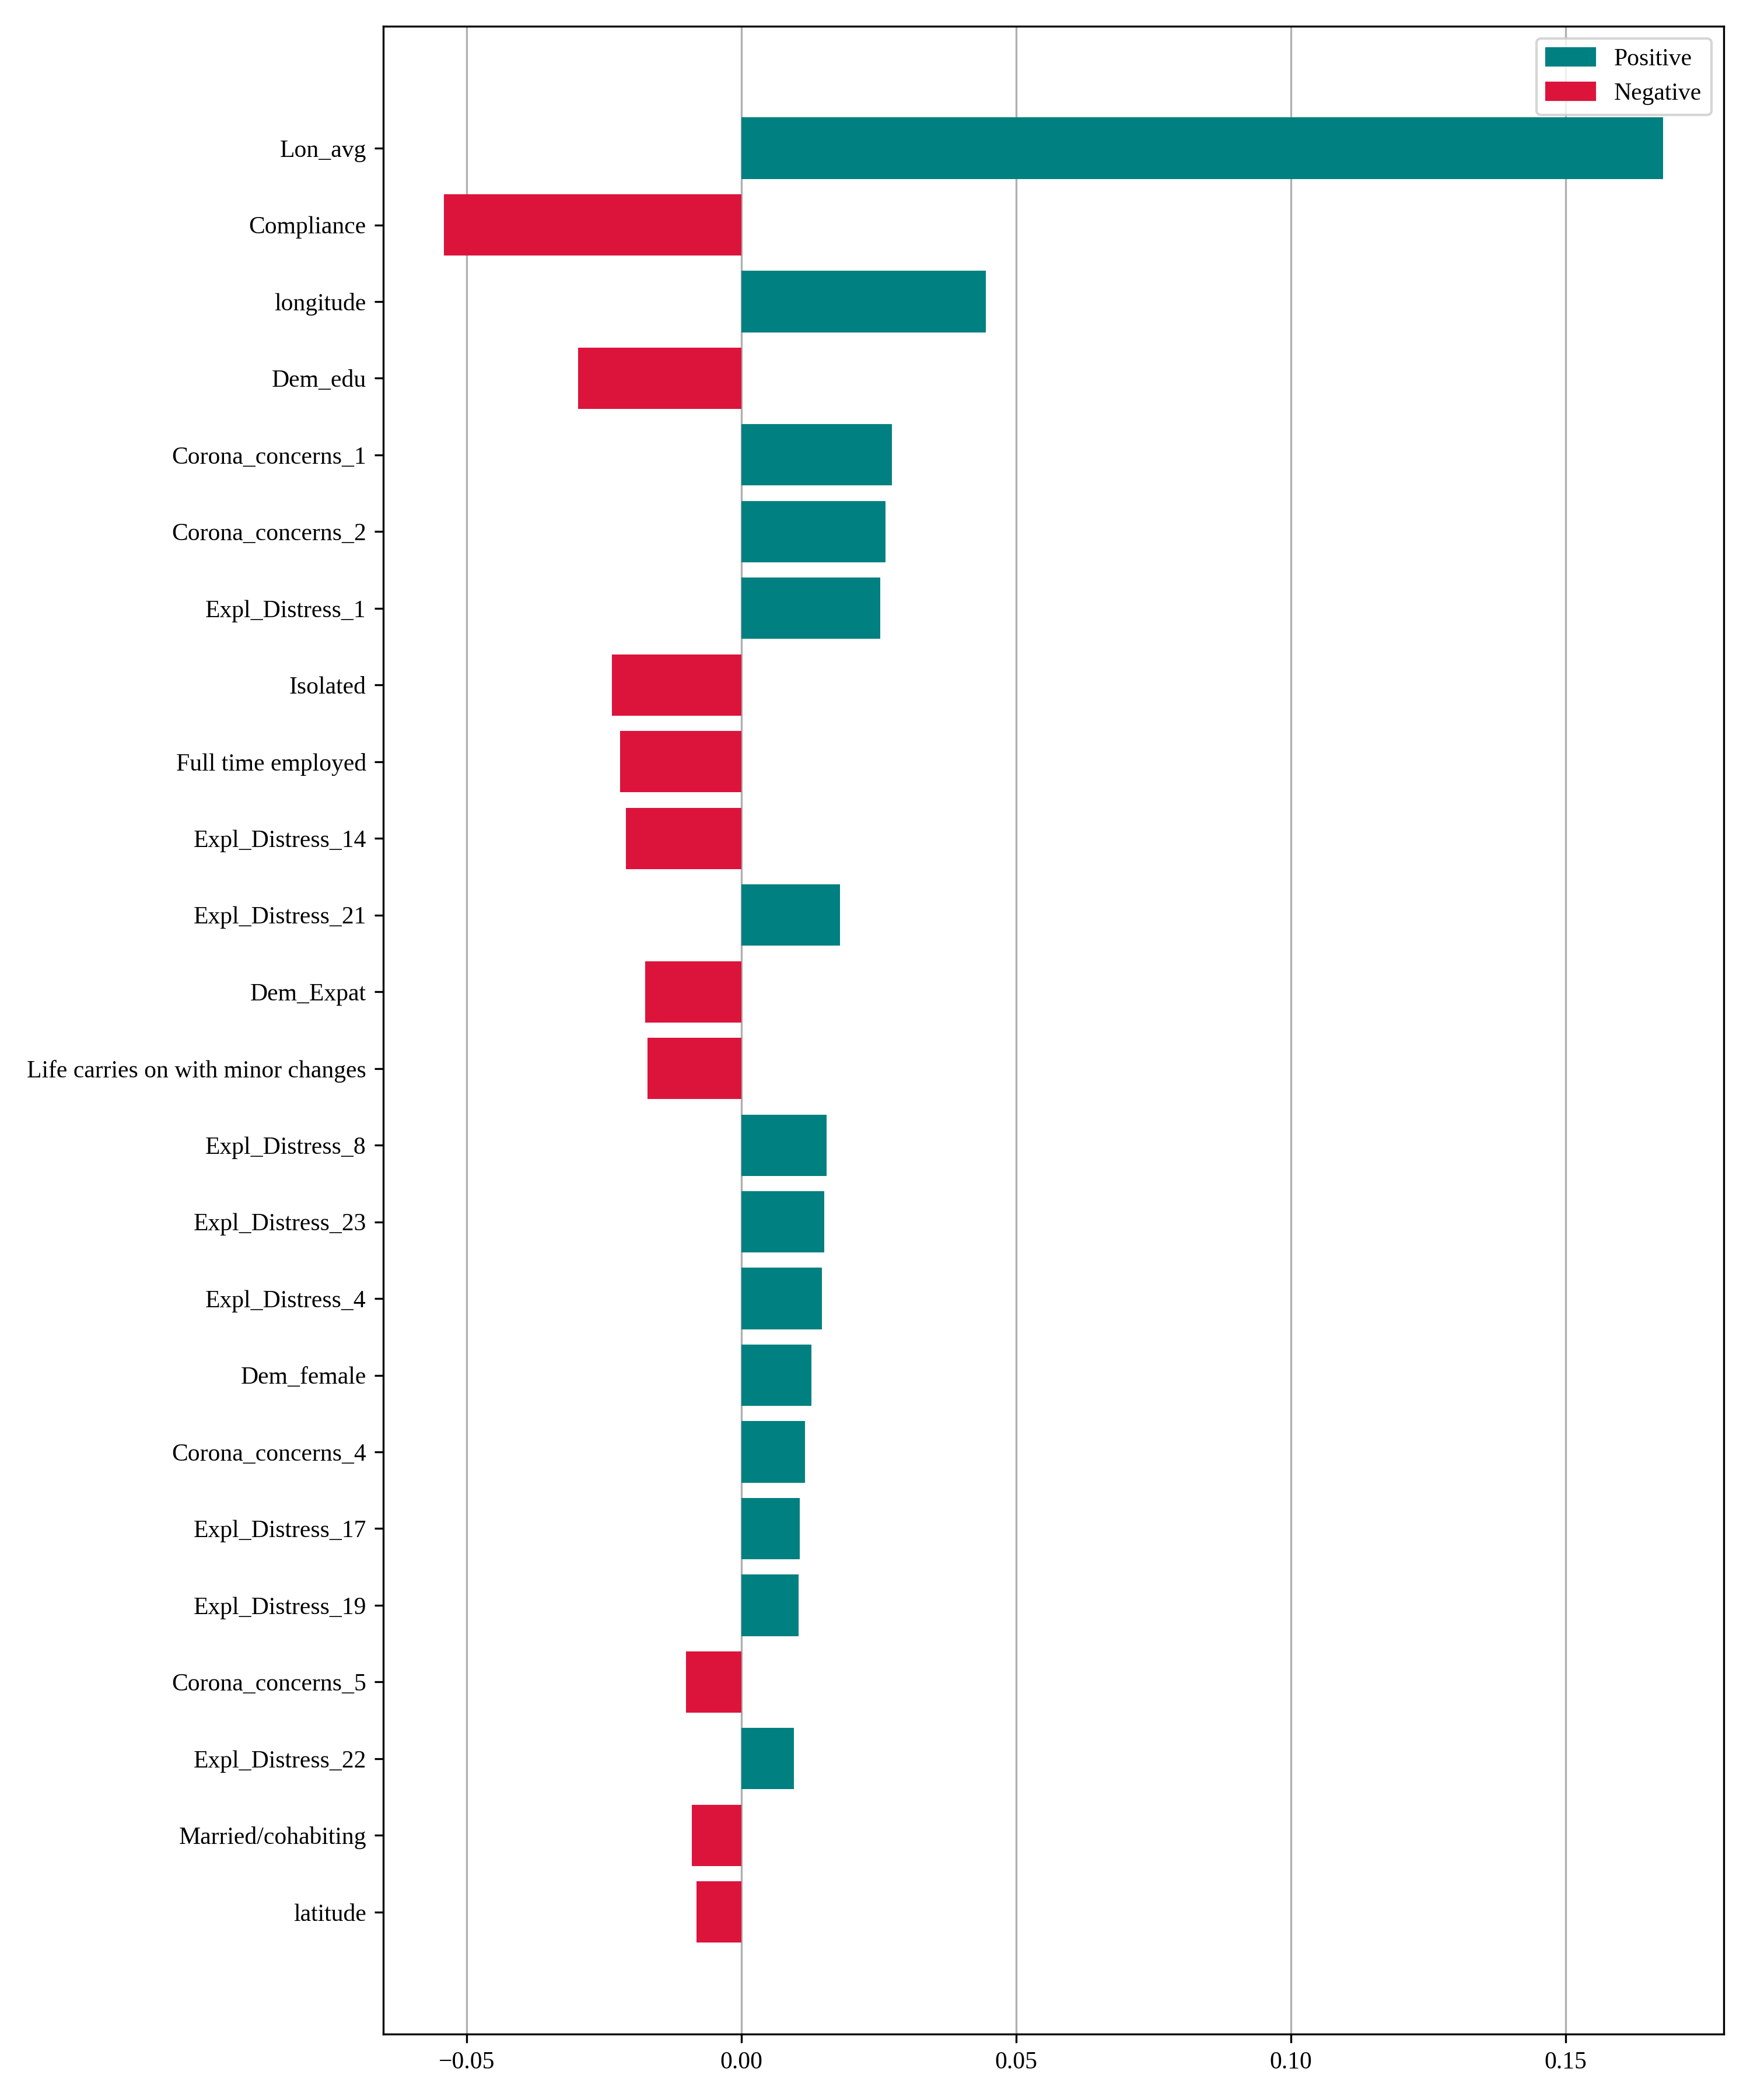 Positive
Negative
Lon_avg
Compliance
longitude
Dem_edu
Corona_concerns_1
Corona_concerns_2
Expl_Distress_1
Isolated
Full time employed
Expl_Distress_14
Expl_Distress_21
Dem_Expat
Life carries on with minor changes
Expl_Distress_8
Expl_Distress_23
Expl_Distress_4
Dem_female
Corona_concerns_4
Expl_Distress_17
Expl_Distress_19
Corona_concerns_5
Expl_Distress_22
Married/cohabiting
latitude
−0.05 0.00 0.05 0.10 0.15